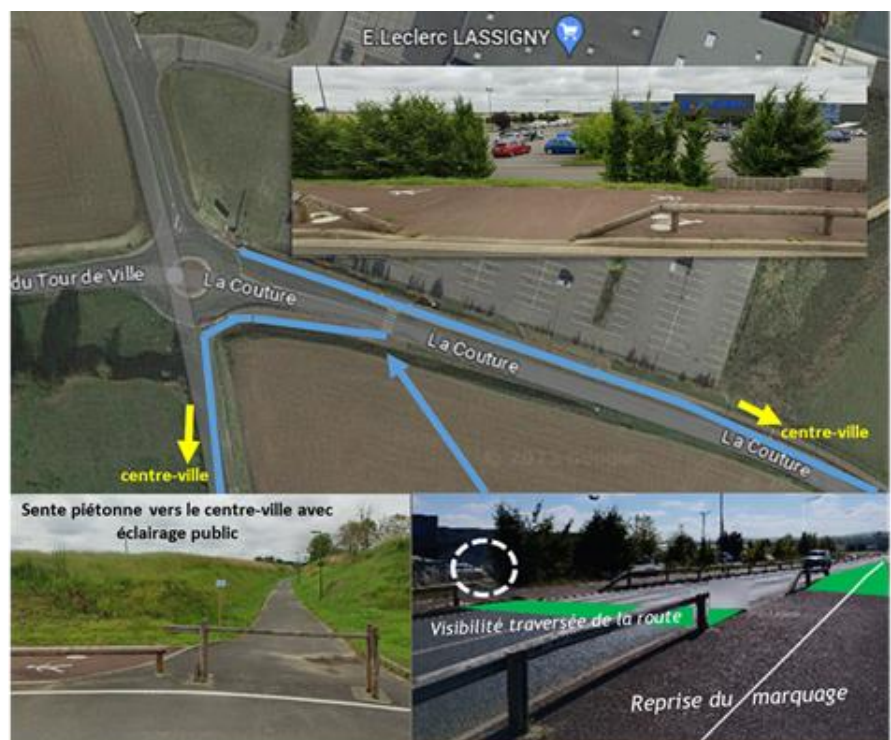 E.Leclerc LASSIGNY
du Tour de Ville
La Couture
La Couture
La Couture
centre-ville
centre-ville
Sente piétonne vers le centre-ville avec
éclairage public
Visibilité traversée de la route
Reprise du marquage